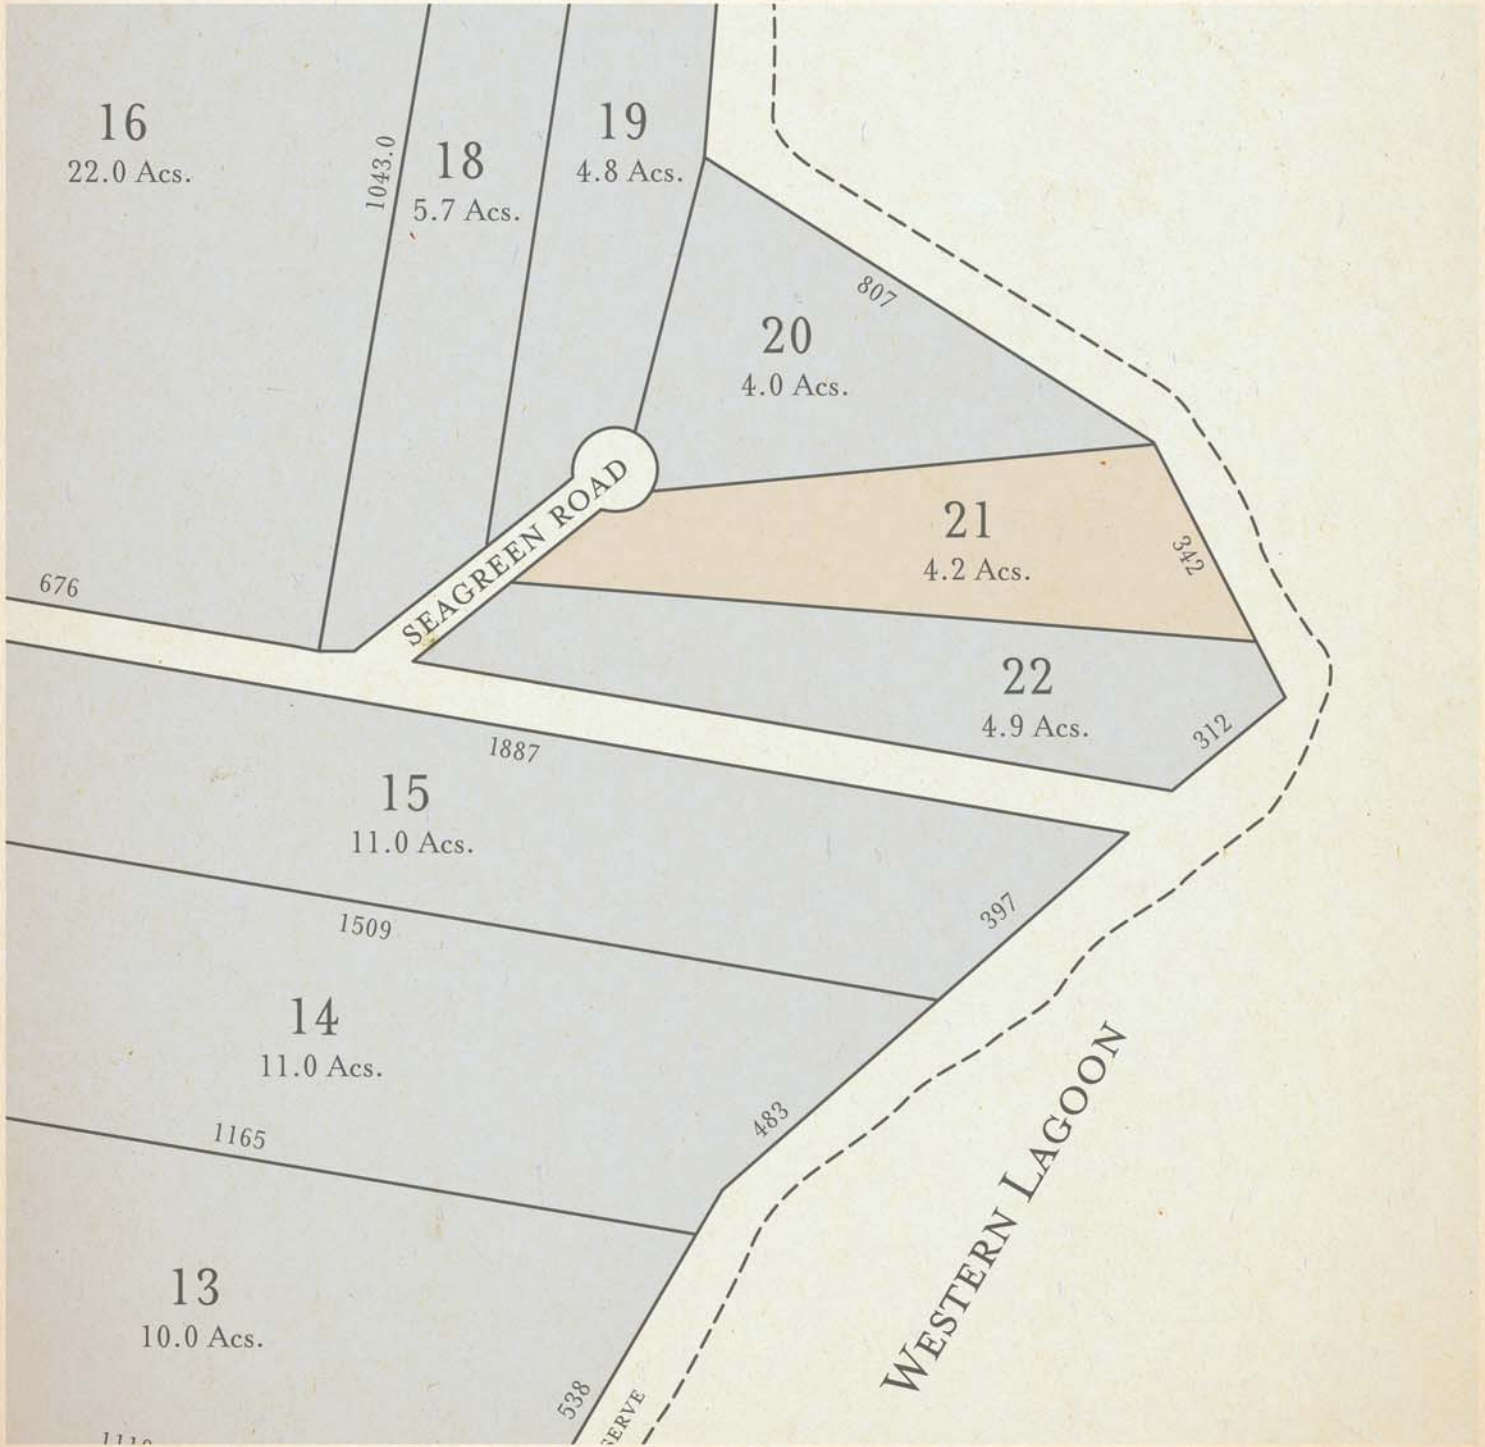 16
22.0 Acs.
1043.0
18
5.7 Acs.
19
4.8 Acs.
807
20
4.0 Acs.
21
4.2 Acs.
342
676
SEAGREEN ROAD
22
4.9 Acs.
312
1887
15
11.0 Acs.
397
1509
14
11.0 Acs.
483
1165
WESTERN LAGOON
13
10.0 Acs.
538
SERVE